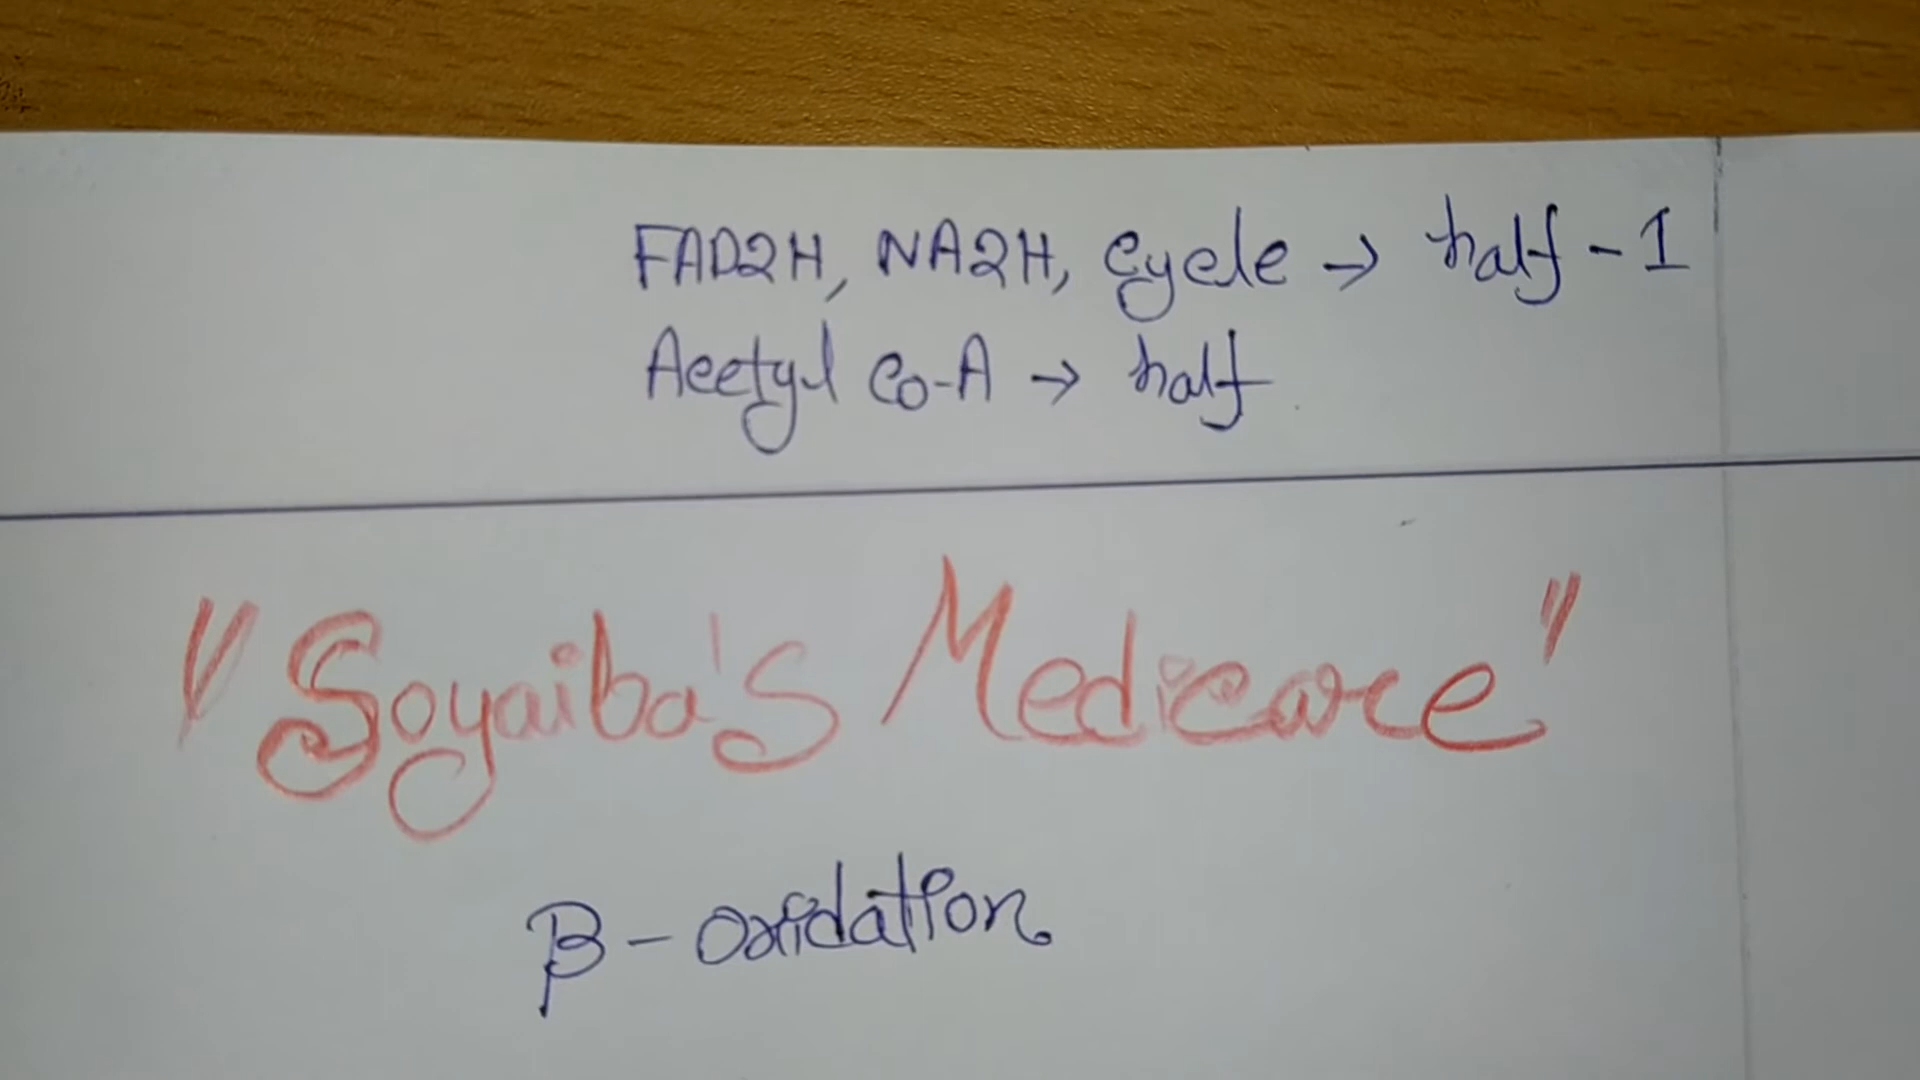 FAD2H, NA2H, Cycle → half - 1
Acetyl Co-A → half
"Soyaiba's Medicare"
β - oxidation